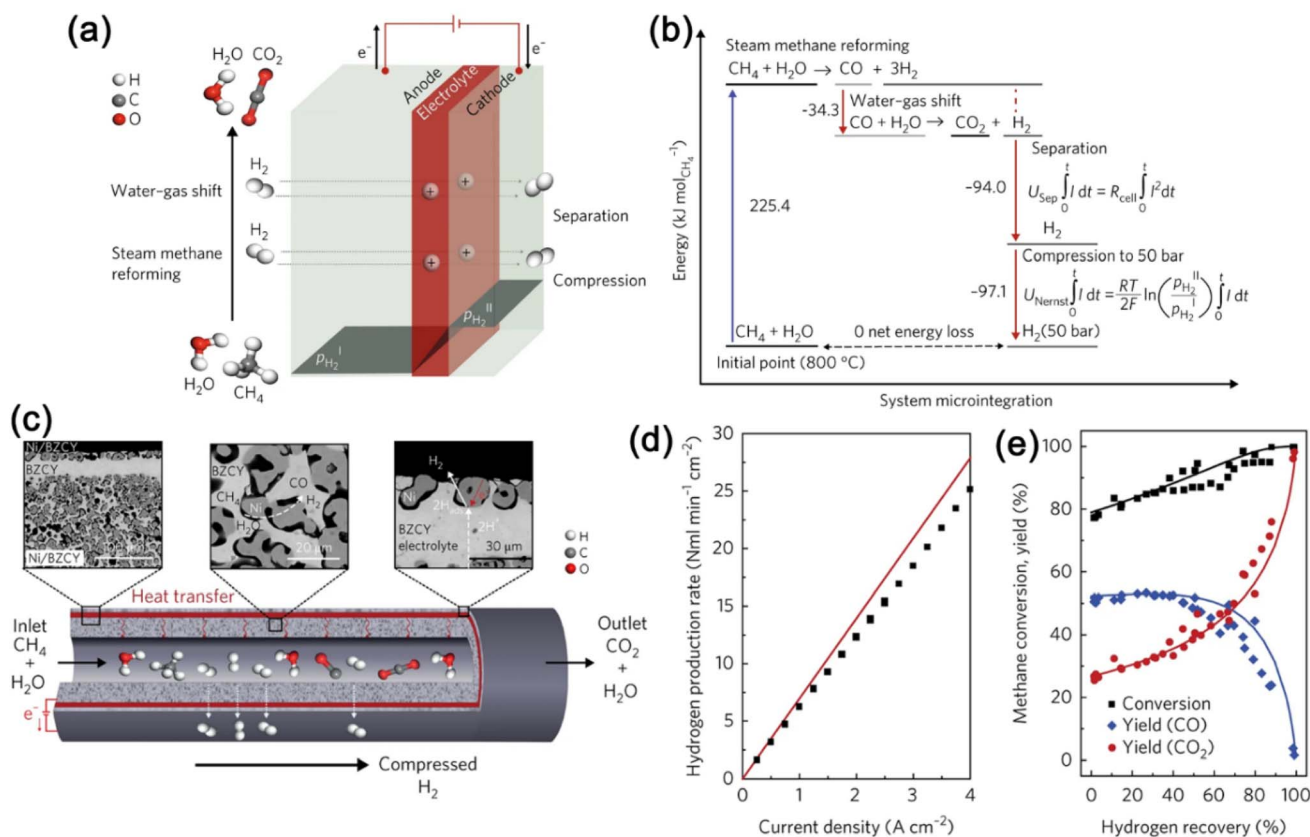 (a)
H2O CO2
H
C
O
e−
e−
Anode
Electrolyte
Cathode
H2
Water–gas shift
Separation
H2
Steam methane
reforming
Compression
pH2 I
pH2 II
H2O
CH4
(b)
Steam methane reforming
CH4 + H2O → CO + 3H2
-34.3
Water–gas shift
CO + H2O → CO2 + H2
Separation
−94.0
USep ∫0t I dt = Rcell ∫0t I2dt
225.4
H2
Compression to 50 bar
−97.1
UNernst ∫0t I dt = RT/2F ln(pH2II/pH2I) ∫0t I dt
CH4 + H2O
0 net energy loss
H2(50 bar)
Initial point (800 °C)
Energy (kJ molCH4−1)
System microintegration
(c)
Ni/BZCY
BZCY
Ni/BZCY
BZCY
CO
CH4
H2
Ni
H2O
20 μm
H2
Ni
2Hads
2H+
BZCY
electrolyte
30 μm
H
C
O
Heat transfer
Inlet
CH4
+
H2O
Outlet
CO2
+
H2O
e−
Compressed
H2
(d)
Hydrogen production rate (Nml min−1 cm−2)
30
25
20
15
10
5
0
0 1 2 3 4
Current density (A cm−2)
(e)
Methane conversion, yield (%)
100
80
60
40
20
0
Conversion
Yield (CO)
Yield (CO2)
0 20 40 60 80 100
Hydrogen recovery (%)